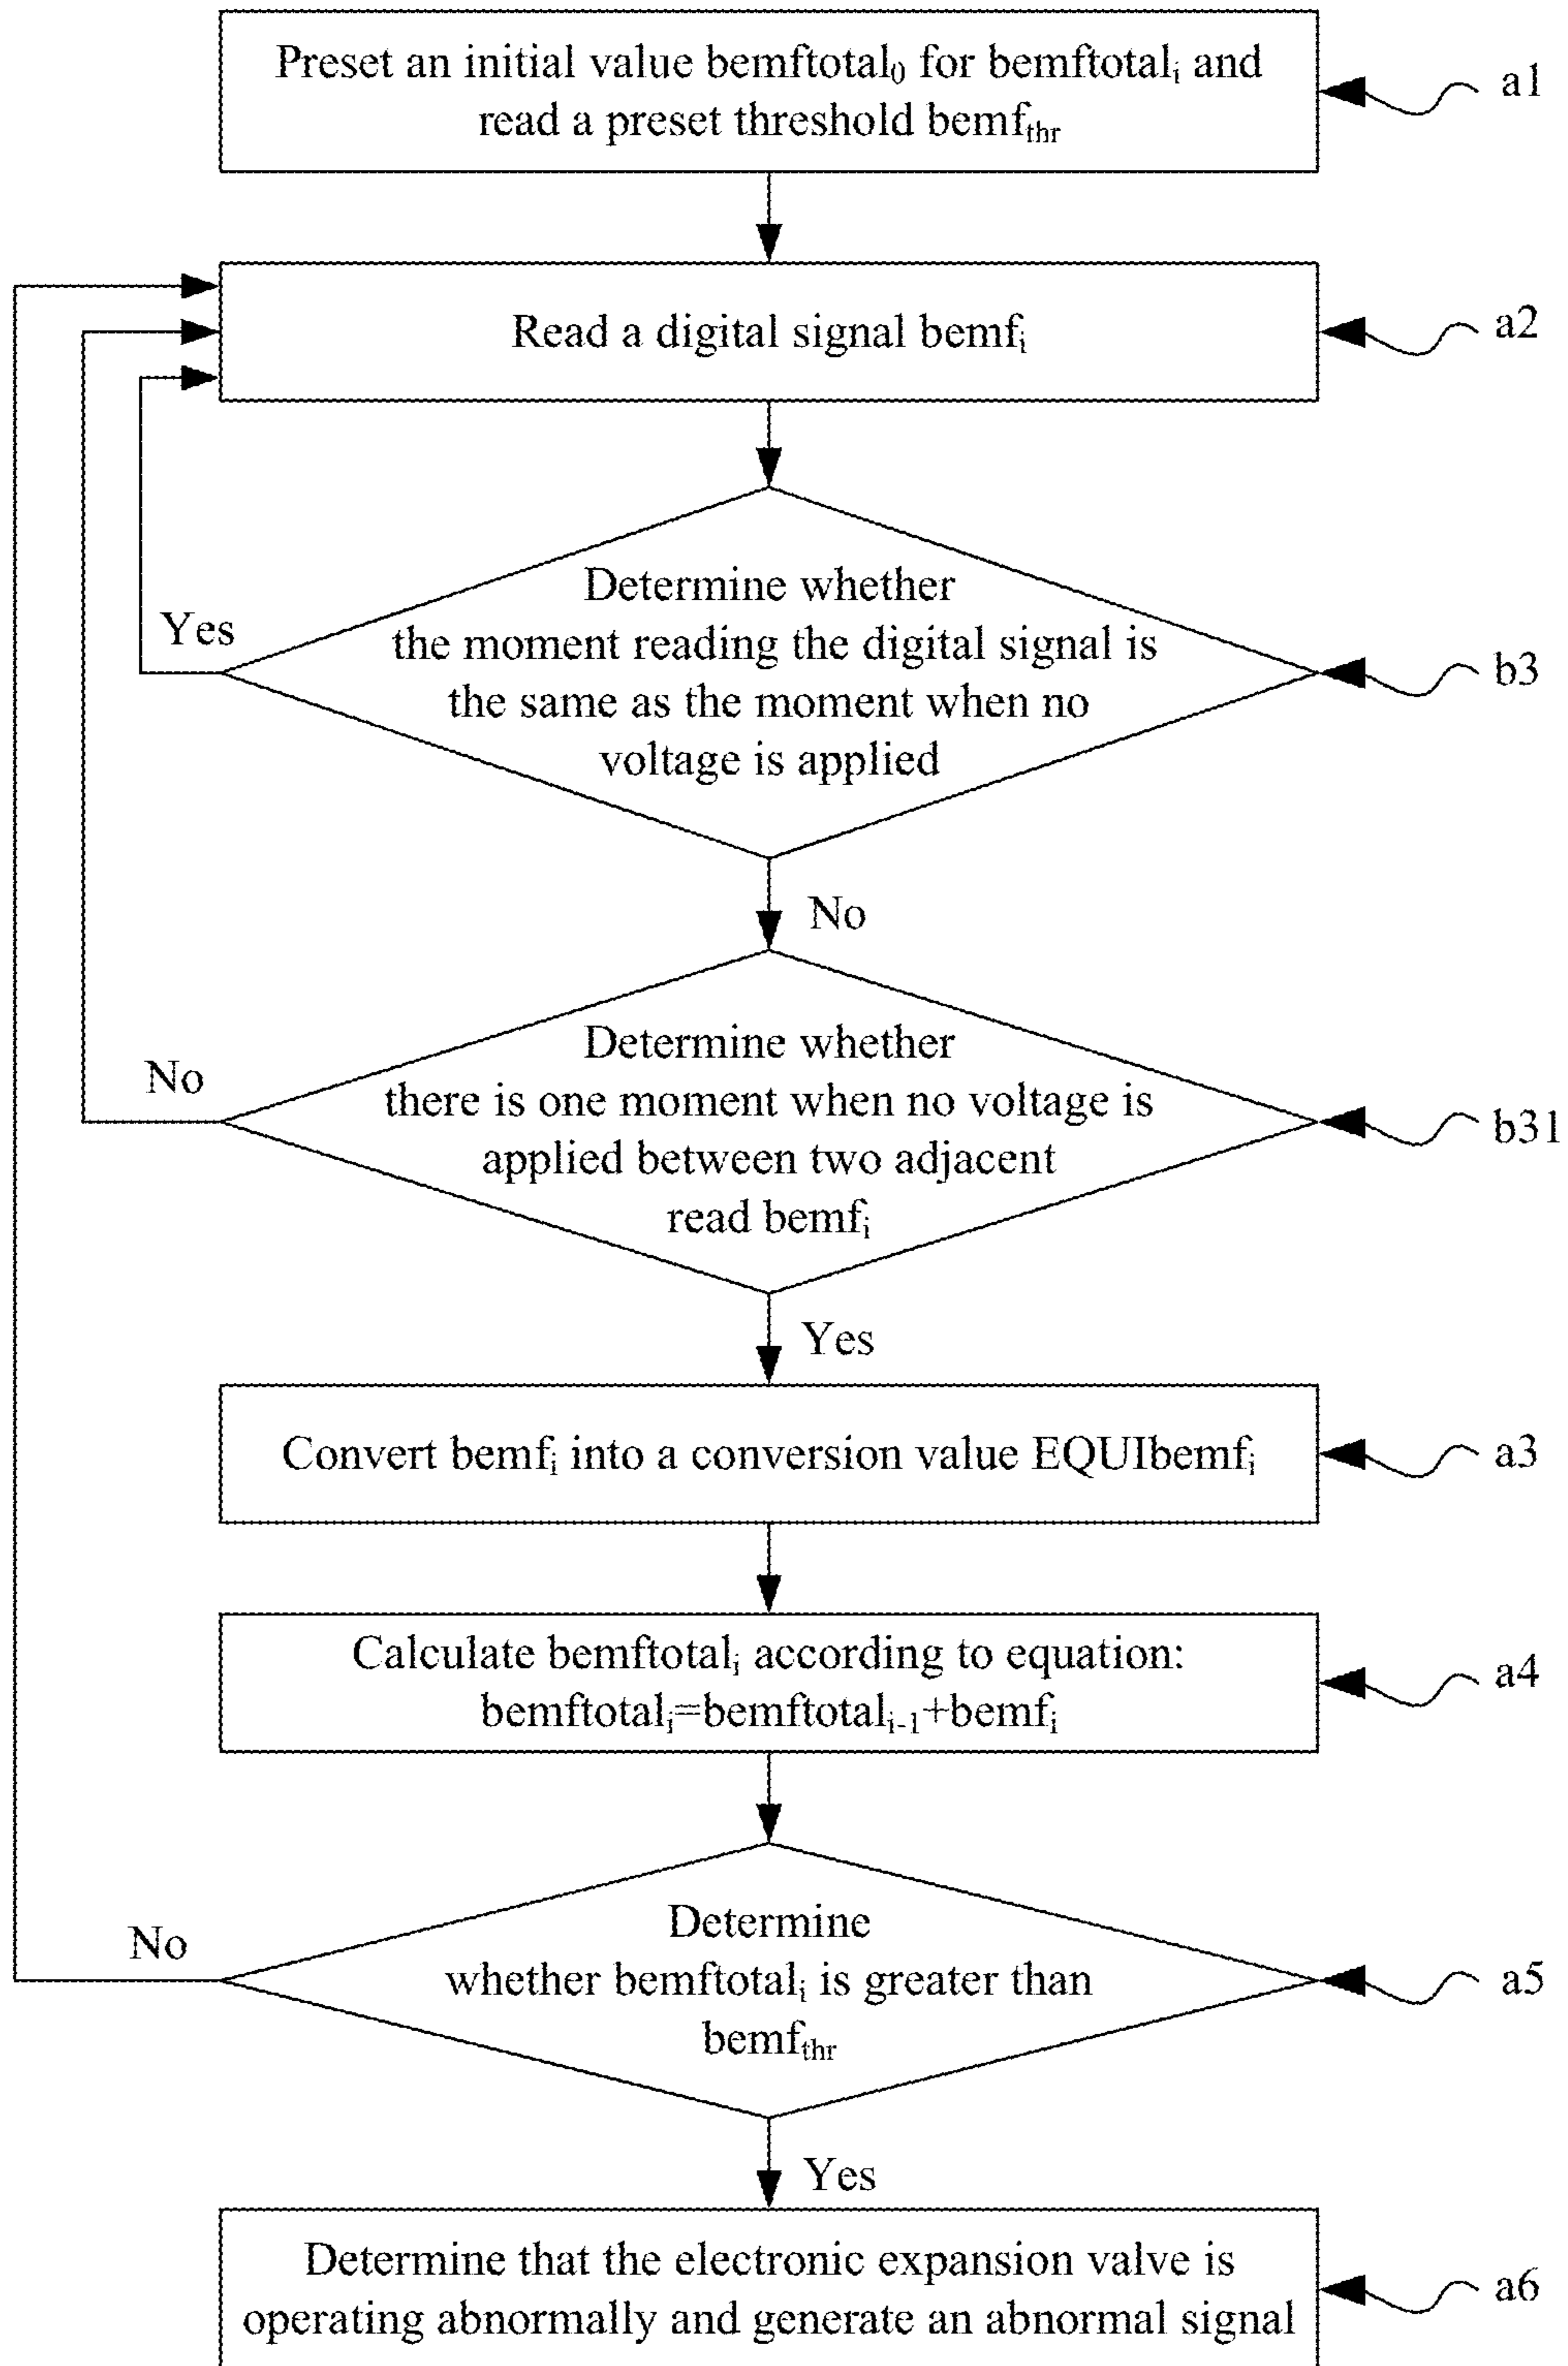 Preset an initial value bemftotal₀ for bemftotalᵢ and
read a preset threshold bemfₜₕᵣ
a1
Read a digital signal bemfᵢ
a2
Determine whether
the moment reading the digital signal is
the same as the moment when no
voltage is applied
Yes
b3
No
Determine whether
there is one moment when no voltage is
applied between two adjacent
read bemfᵢ
No
b31
Yes
Convert bemfᵢ into a conversion value EQUIbemfᵢ
a3
Calculate bemftotalᵢ according to equation:
bemftotalᵢ=bemftotalᵢ₋₁+bemfᵢ
a4
Determine
whether bemftotalᵢ is greater than
bemfₜₕᵣ
No
a5
Yes
Determine that the electronic expansion valve is
operating abnormally and generate an abnormal signal
a6